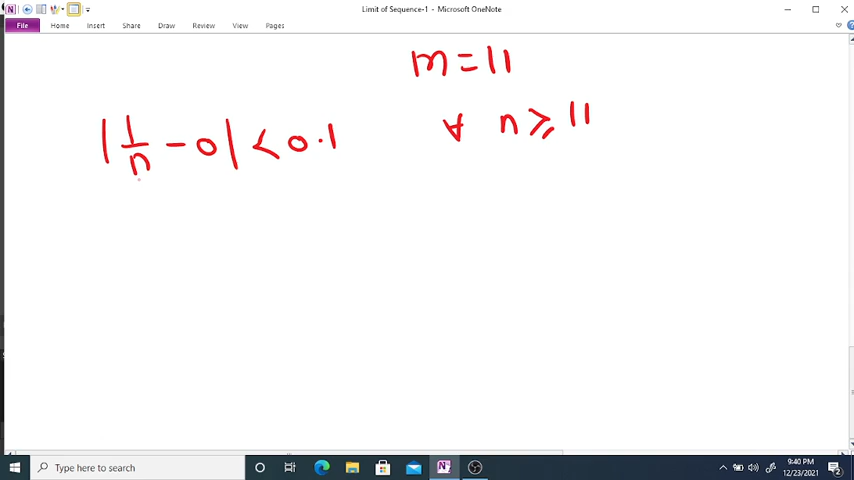 Limit of Sequence-1 - Microsoft OneNote
File Home Insert Share Draw Review View Pages
m = 11
|1/n - 0| < 0.1 ∀ n ≥ 11
Type here to search
9:40 PM
12/23/2021
2